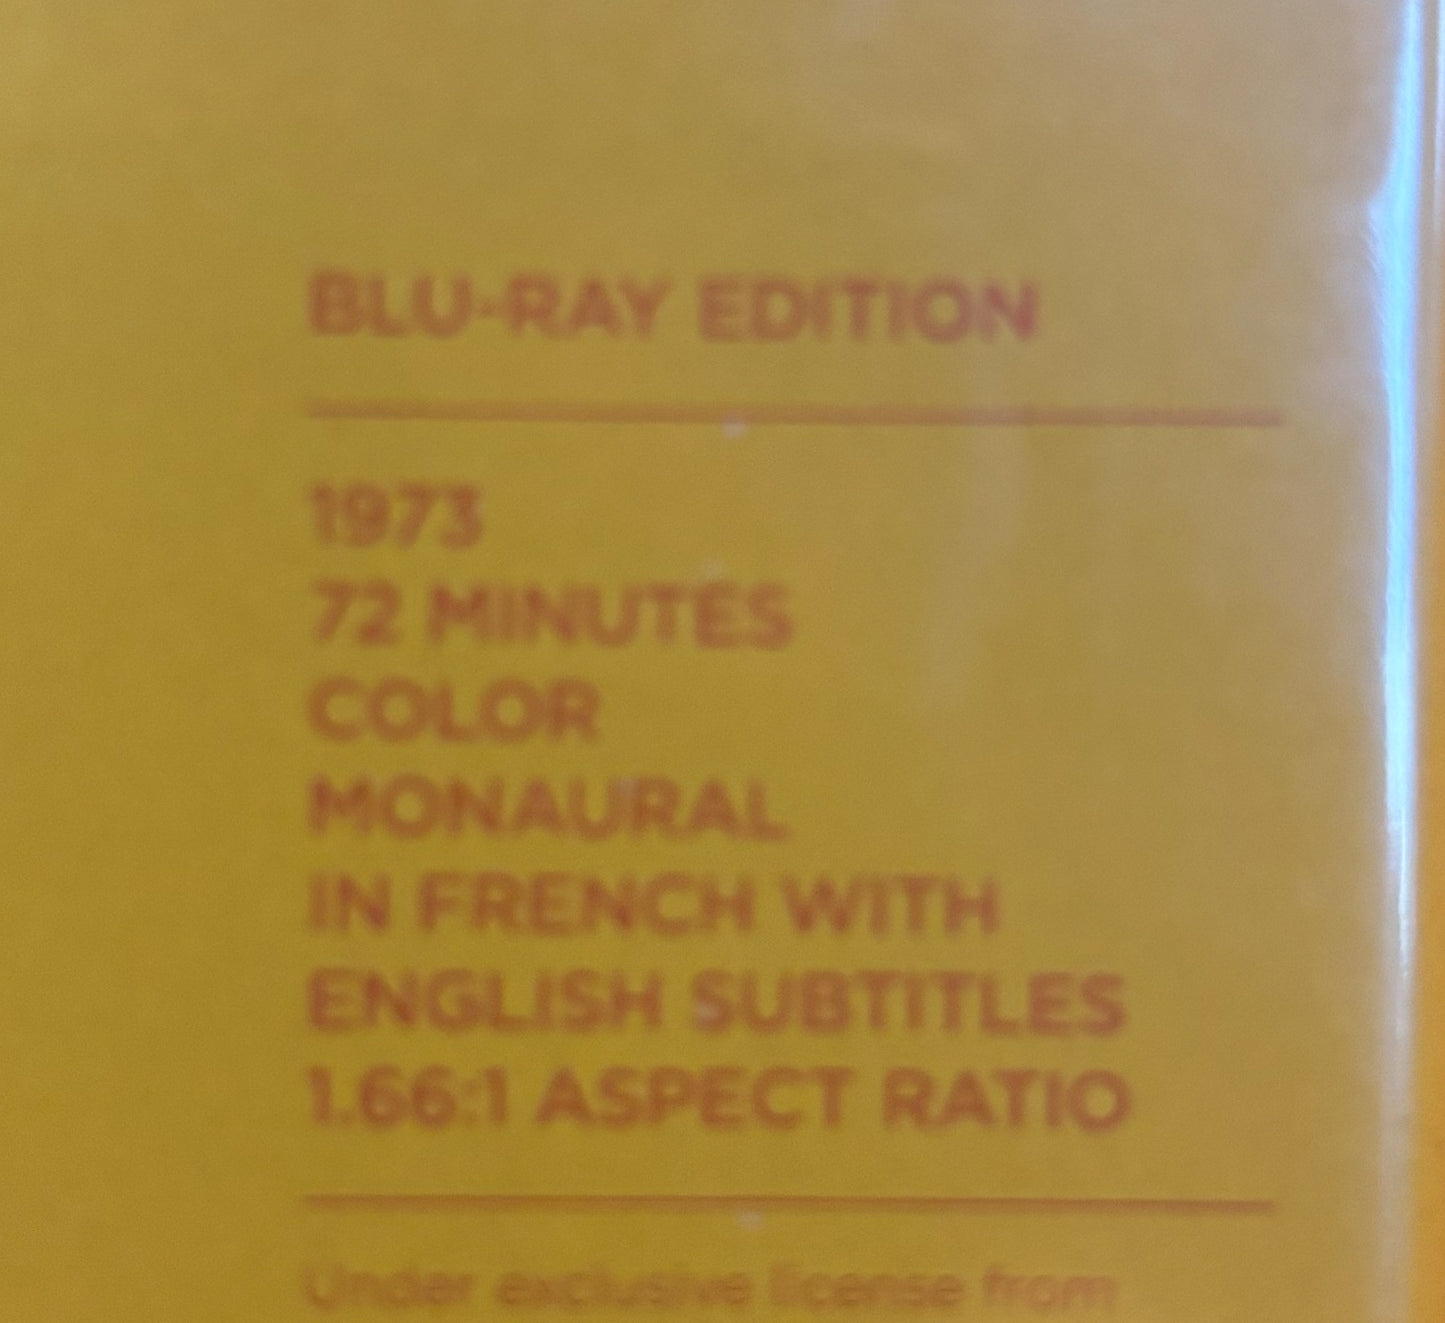 BLU-RAY EDITION
1973
72 MINUTES
COLOR
MONAURAL
IN FRENCH WITH
ENGLISH SUBTITLES
1.66:1 ASPECT RATIO
Under exclusive license from